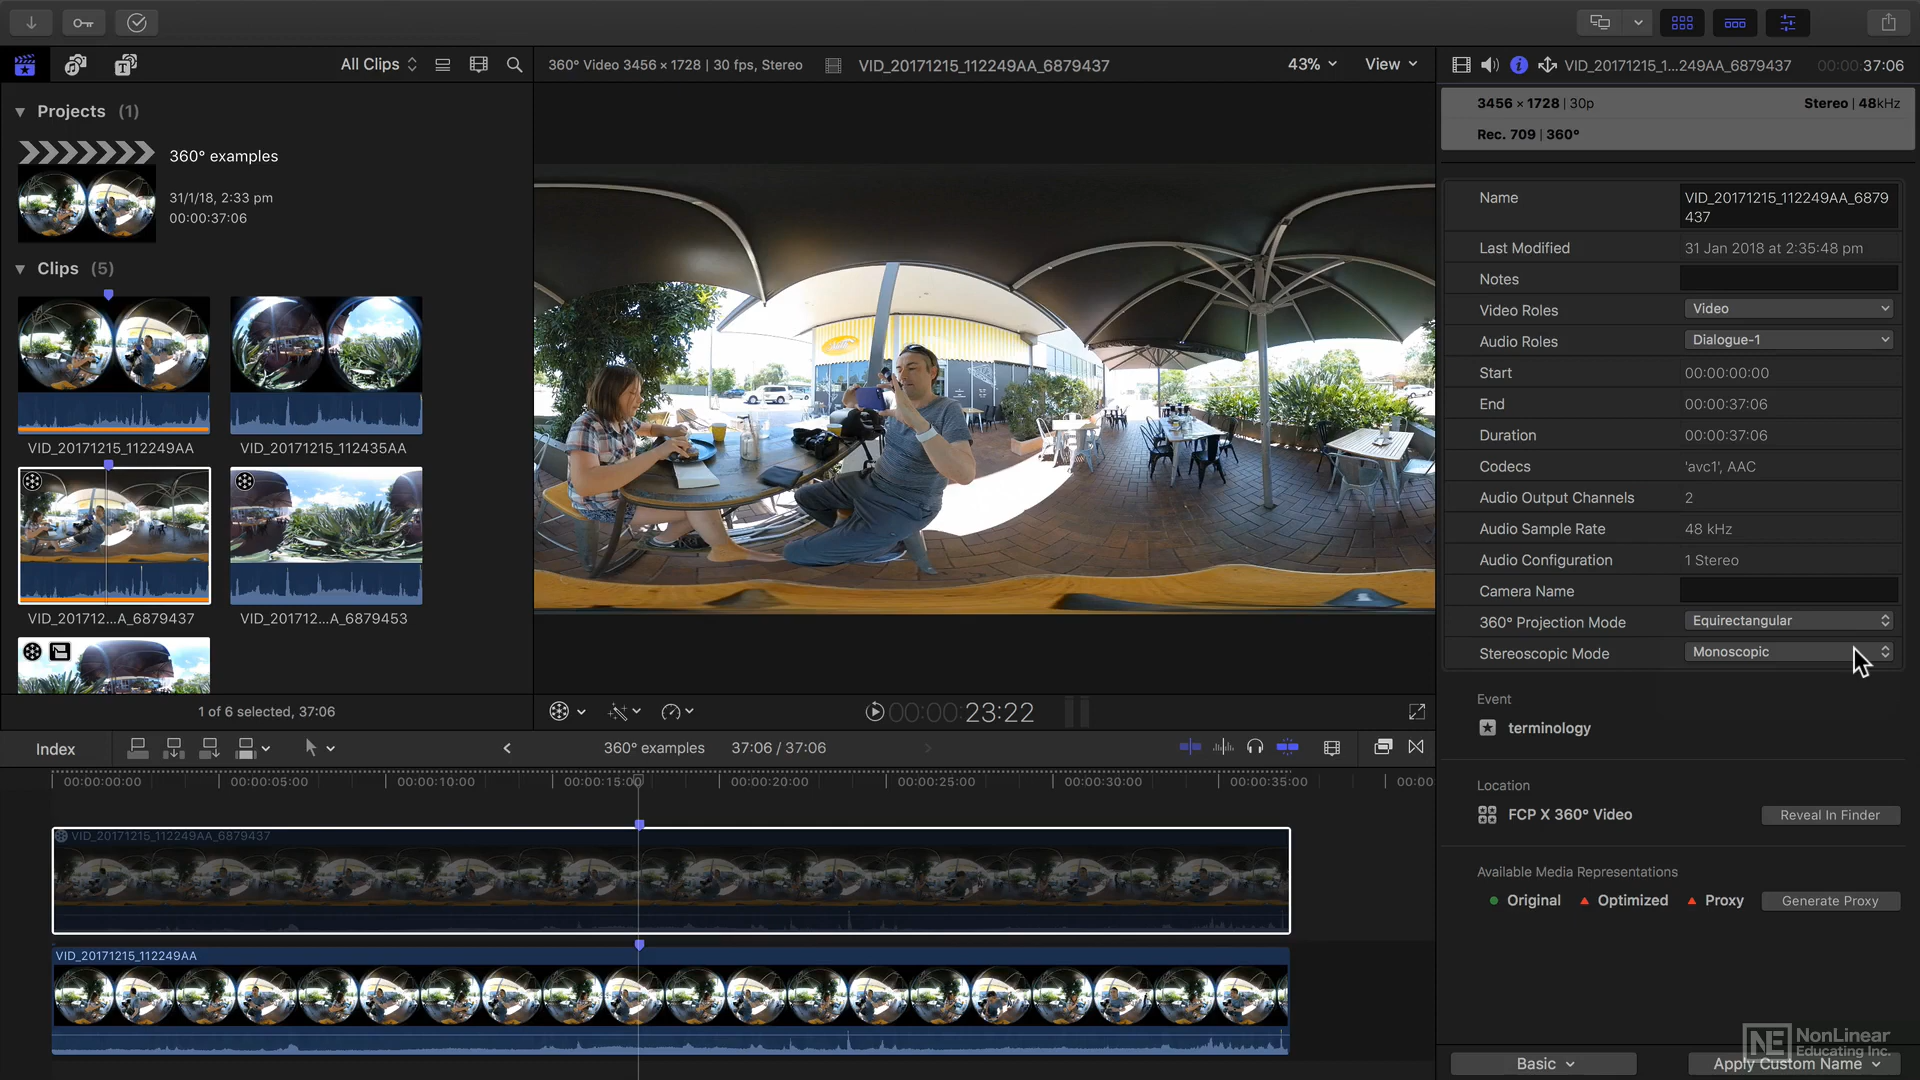 All Clips
360° Video 3456 × 1728 | 30 fps, Stereo
VID_20171215_112249AA_6879437
43%
View
VID_20171215_1...249AA_6879437
00:00:37:06
3456 × 1728 | 30p
Stereo | 48kHz
Rec. 709 | 360°
Projects (1)
360° examples
31/1/18, 2:33 pm
00:00:37:06
Clips (5)
VID_20171215_112249AA
VID_20171215_112435AA
VID_201712...A_6879437
VID_201712...A_6879453
1 of 6 selected, 37:06
00:00:23:22
Name
VID_20171215_112249AA_6879
437
Last Modified
31 Jan 2018 at 2:35:48 pm
Notes
Video Roles
Video
Audio Roles
Dialogue-1
Start
00:00:00:00
End
00:00:37:06
Duration
00:00:37:06
Codecs
'avc1', AAC
Audio Output Channels
2
Audio Sample Rate
48 kHz
Audio Configuration
1 Stereo
Camera Name
360° Projection Mode
Equirectangular
Stereoscopic Mode
Monoscopic
Event
terminology
Location
FCP X 360° Video
Reveal In Finder
Available Media Representations
Original
Optimized
Proxy
Generate Proxy
Basic
Apply Custom Name
NE
NonLinear
Educating Inc.
Index
360° examples
37:06 / 37:06
00:00:00:00
00:00:05:00
00:00:10:00
00:00:15:00
00:00:20:00
00:00:25:00
00:00:30:00
00:00:35:00
00:00
VID_20171215_112249AA_6879437
VID_20171215_112249AA